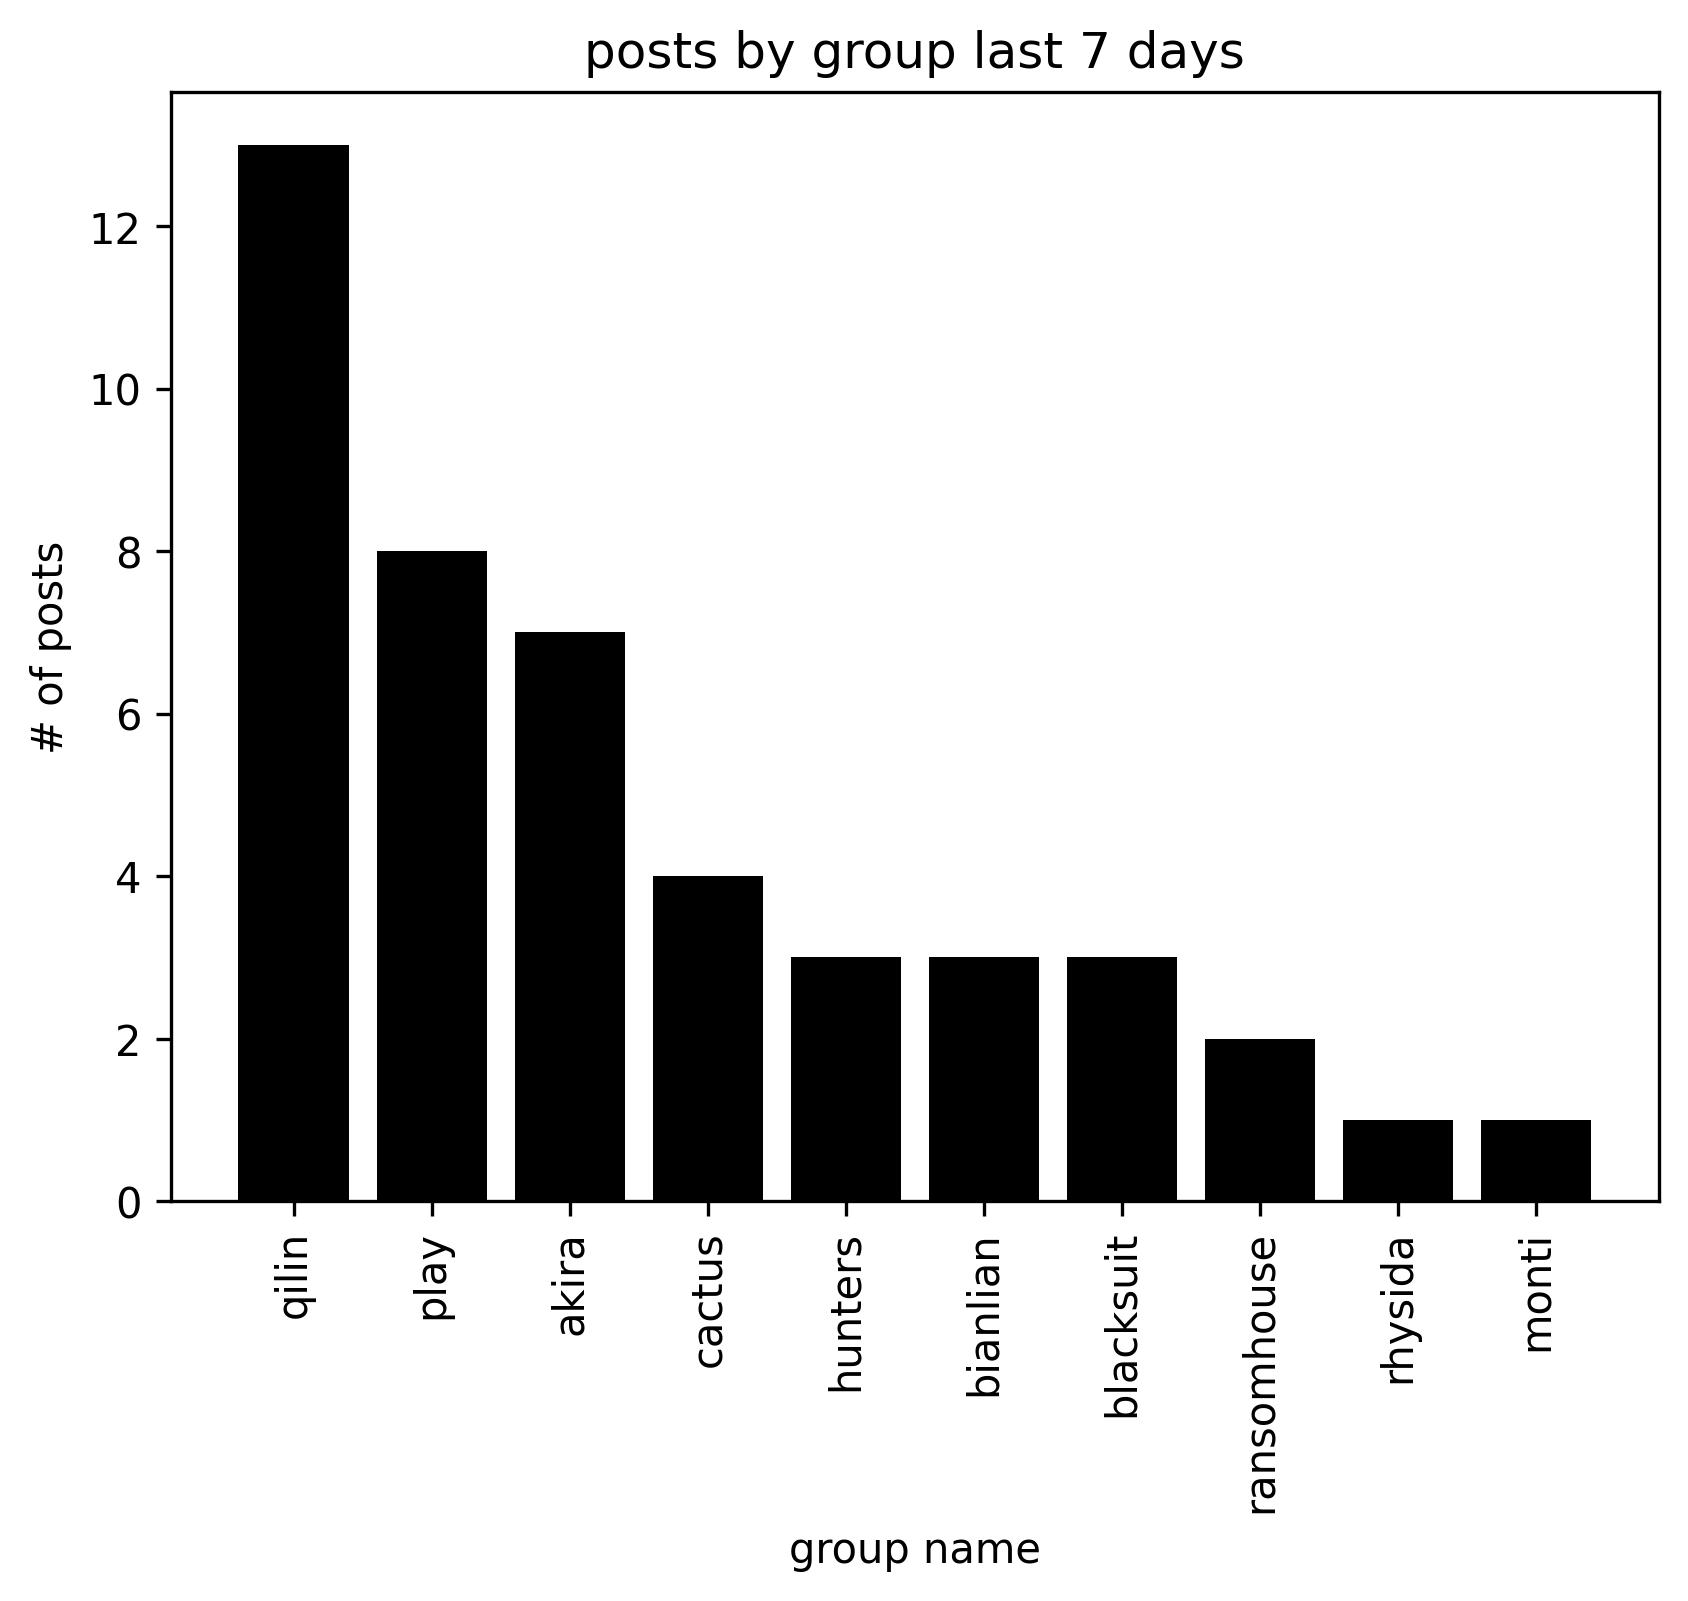 posts by group last 7 days
12
10
8
6
4
2
0
# of posts
qilin
play
akira
cactus
hunters
bianlian
blacksuit
ransomhouse
rhysida
monti
group name